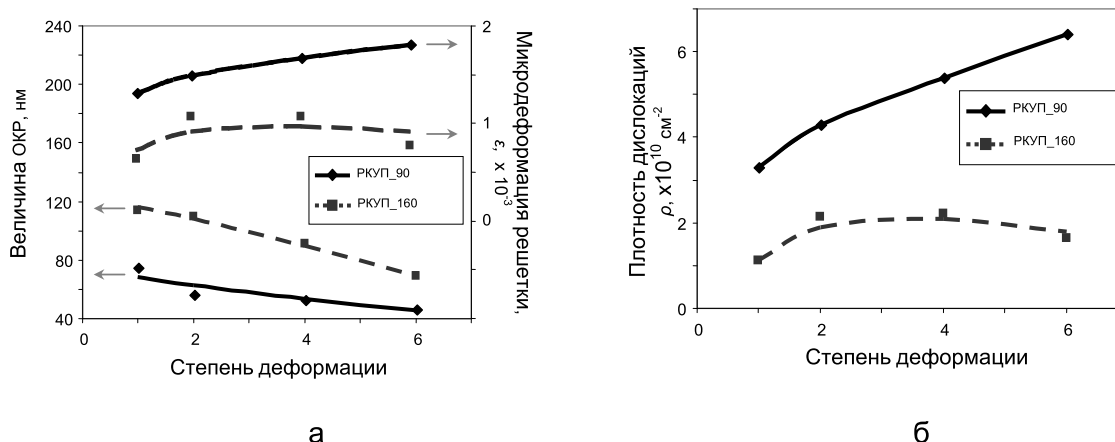 240
200
160
120
80
40
0
2
4
6
2
1
0
Величина ОКР, нм
Микродеформация решетки,
ε, x 10⁻³
РКУП_90
РКУП_160
Степень деформации
а
6
4
2
0
0
2
4
6
Плотность дислокаций
ρ, x10¹⁰ см⁻²
РКУП_90
РКУП_160
Степень деформации
б